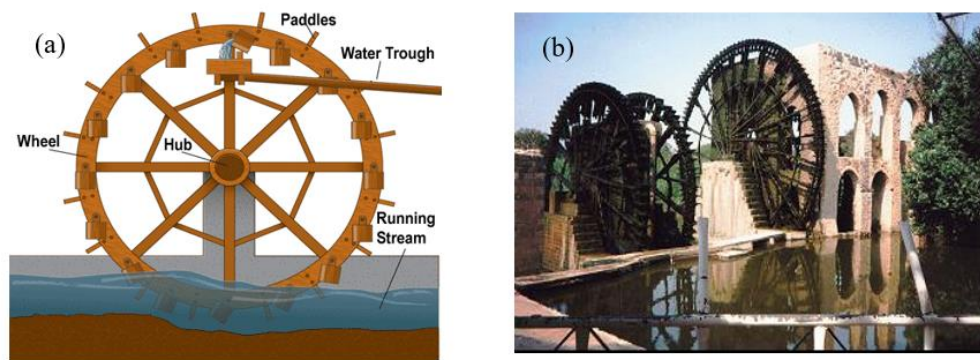 (a)
Paddles
Water Trough
Wheel
Hub
Running
Stream
(b)